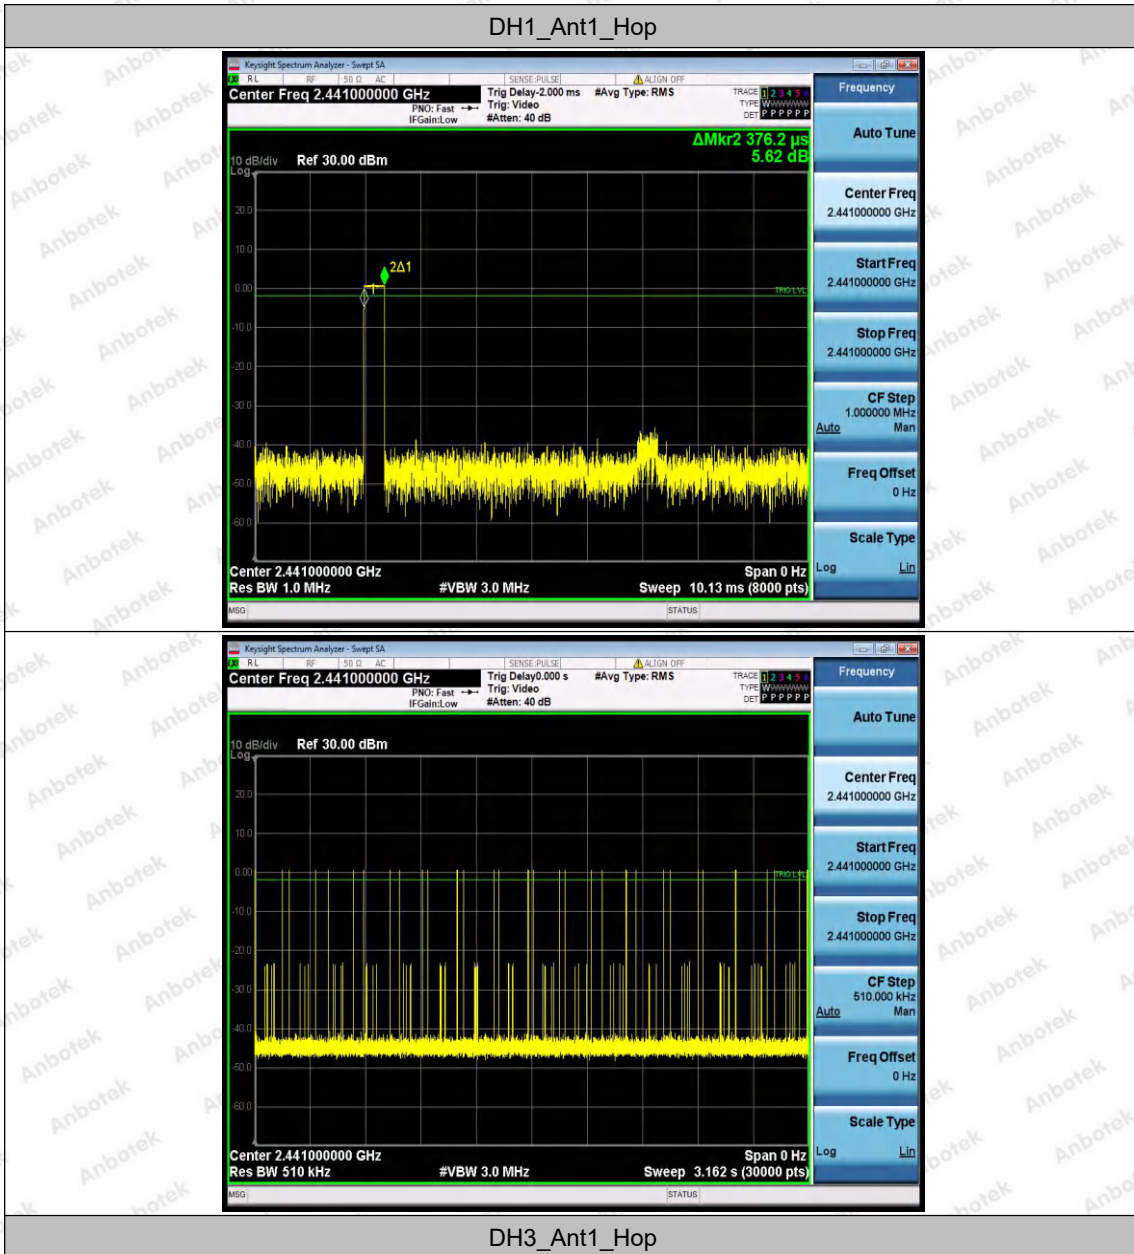 DH1_Ant1_Hop
Keysight Spectrum Analyzer - Swept SA
RL RF 50 Ω AC SENSE:PULSE ALIGN OFF
Center Freq 2.441000000 GHz
PNO: Fast
IFGain:Low
Trig Delay-2.000 ms
Trig: Video
#Atten: 40 dB
#Avg Type: RMS
TRACE 1 2 3 4 5 6
TYPE W
DET P P P P P P
ΔMkr2 376.2 µs
5.62 dB
10 dB/div Ref 30.00 dBm
Log
20.0
10.0
0.00
-10.0
-20.0
-30.0
-40.0
-50.0
-60.0
2Δ1
TRIG LVL
Center 2.441000000 GHz Span 0 Hz
Res BW 1.0 MHz #VBW 3.0 MHz Sweep 10.13 ms (8000 pts)
MSG STATUS
Frequency
Auto Tune
Center Freq
2.441000000 GHz
Start Freq
2.441000000 GHz
Stop Freq
2.441000000 GHz
CF Step
1.000000 MHz
Auto Man
Freq Offset
0 Hz
Scale Type
Log Lin
Keysight Spectrum Analyzer - Swept SA
RL RF 50 Ω AC SENSE:PULSE ALIGN OFF
Center Freq 2.441000000 GHz
PNO: Fast
IFGain:Low
Trig Delay0.000 s
Trig: Video
#Atten: 40 dB
#Avg Type: RMS
TRACE 1 2 3 4 5 6
TYPE W
DET P P P P P P
10 dB/div Ref 30.00 dBm
Log
20.0
10.0
0.00
-10.0
-20.0
-30.0
-40.0
-50.0
-60.0
TRIG LVL
Center 2.441000000 GHz Span 0 Hz
Res BW 510 kHz #VBW 3.0 MHz Sweep 3.162 s (30000 pts)
MSG STATUS
Frequency
Auto Tune
Center Freq
2.441000000 GHz
Start Freq
2.441000000 GHz
Stop Freq
2.441000000 GHz
CF Step
510.000 kHz
Auto Man
Freq Offset
0 Hz
Scale Type
Log Lin
DH3_Ant1_Hop
Anbotek